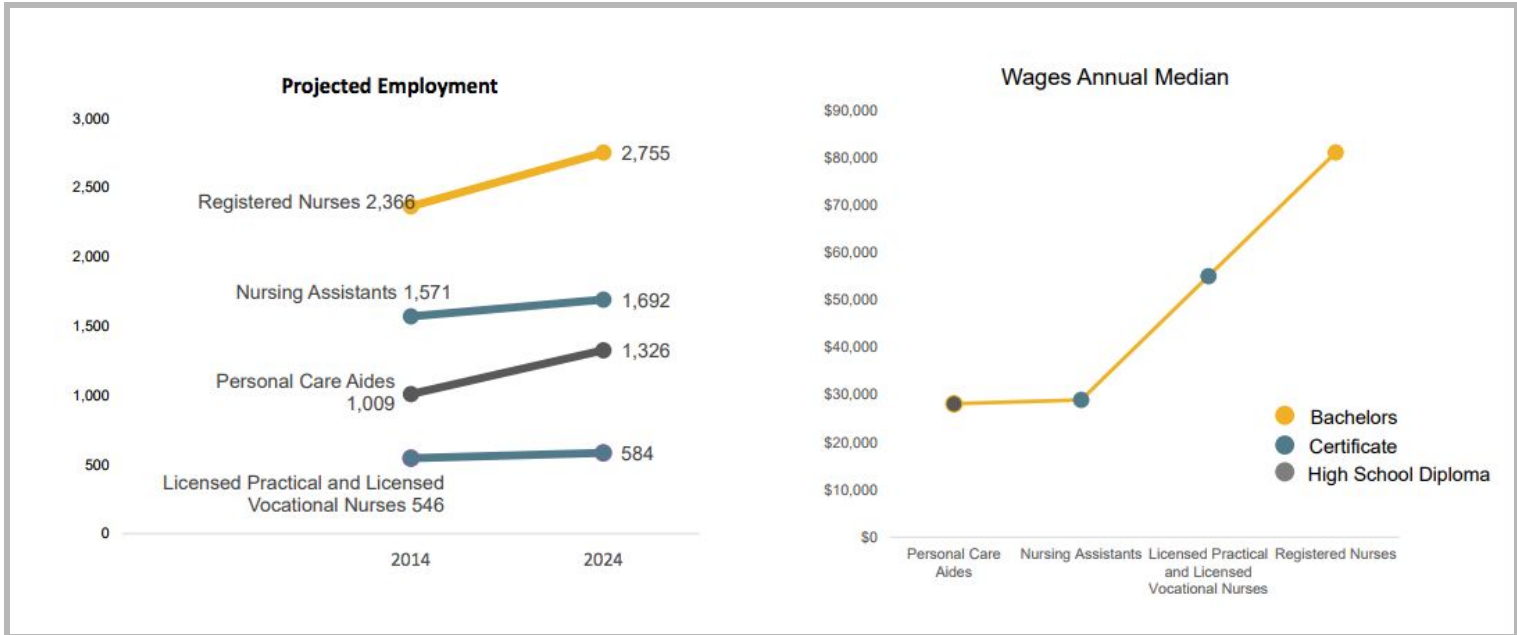 Projected Employment
3,000
2,500
2,000
1,500
1,000
500
0
Registered Nurses 2,366
2,755
Nursing Assistants 1,571
1,692
Personal Care Aides
1,009
1,326
Licensed Practical and Licensed
Vocational Nurses 546
584
2014
2024
Wages Annual Median
$90,000
$80,000
$70,000
$60,000
$50,000
$40,000
$30,000
$20,000
$10,000
$0
Bachelors
Certificate
High School Diploma
Personal Care
Aides
Nursing Assistants
Licensed Practical
and Licensed
Vocational Nurses
Registered Nurses